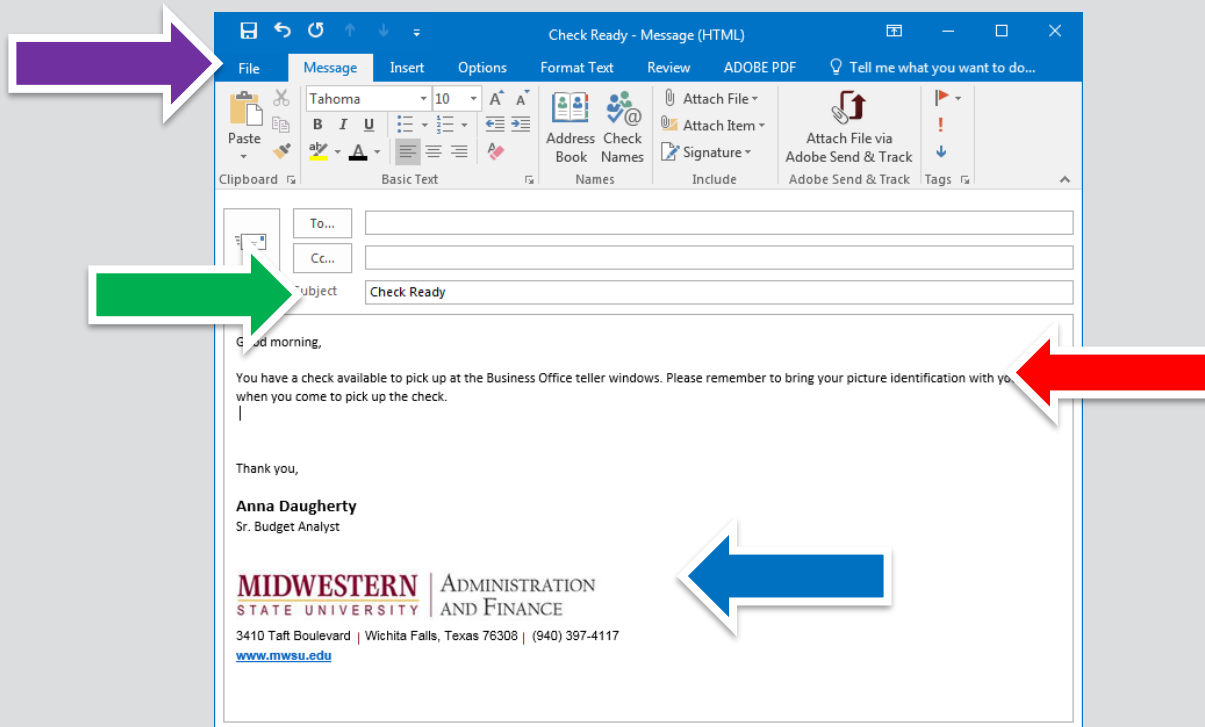 Check Ready - Message (HTML)
File Message Insert Options Format Text Review ADOBE PDF Tell me what you want to do...
Tahoma 10 A A Attach File
Paste B I U Address Book Check Names Attach Item Attach File via Adobe Send & Track
aby A Signature
Clipboard Basic Text Names Include Adobe Send & Track Tags
To...
Cc...
Subject Check Ready
Good morning,
You have a check available to pick up at the Business Office teller windows. Please remember to bring your picture identification with
when you come to pick up the check.
Thank you,
Anna Daugherty
Sr. Budget Analyst
MIDWESTERN STATE UNIVERSITY
ADMINISTRATION AND FINANCE
3410 Taft Boulevard | Wichita Falls, Texas 76308 | (940) 397-4117
www.mwsu.edu